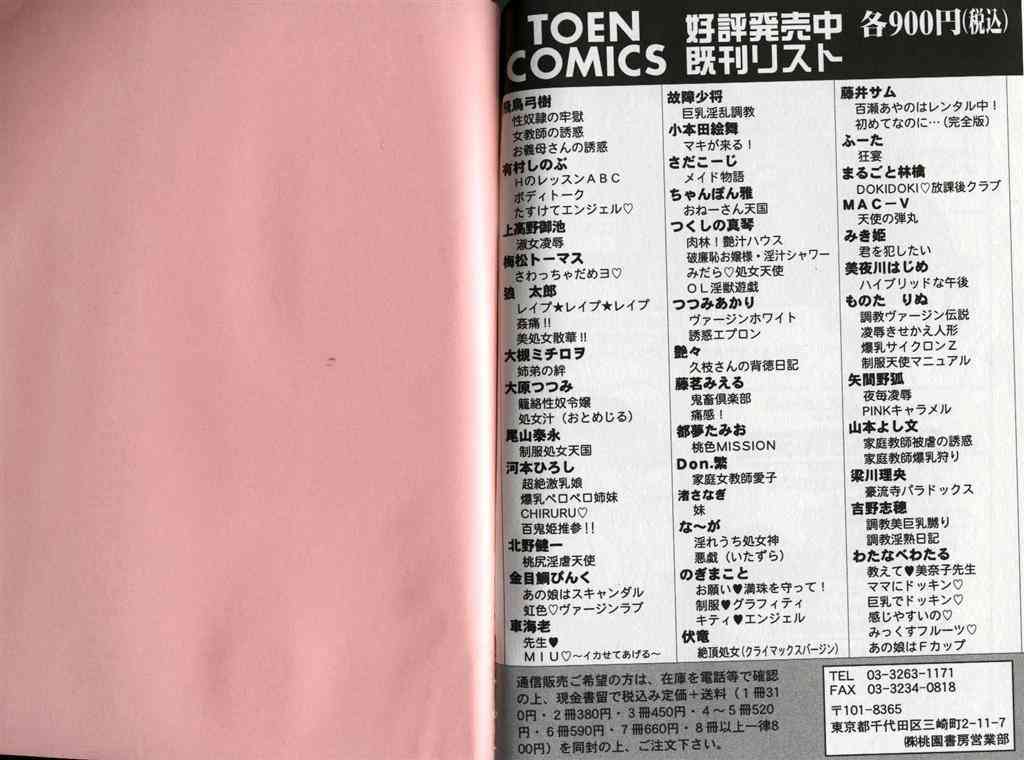 TOEN
COMICS
好評発売中
既刊リスト
各900円(税込)
飛鳥弓樹
性奴隷の牢獄
女教師の誘惑
お義母さんの誘惑
有村しのぶ
HのレッスンABC
ボディトーク
たすけてエンジェル♡
上高野御池
淑女凌辱
梅松トーマス
さわっちゃだめヨ♡
狼 太郎
レイプ★レイプ★レイプ
姦痛!!
美処女散華!!
大槻ミチロヲ
姉弟の絆
大原つつみ
籠絡性奴令嬢
処女汁(おとめじる)
尾山泰永
制服処女天国
河本ひろし
超絶激乳娘
爆乳ペロペロ姉妹
CHIRURU♡
百鬼姫推参!!
北野健一
桃尻淫虐天使
金目鯛ぴんく
あの娘はスキャンダル
虹色♡ヴァージンラブ
車海老
先生♥
MIU♡〜イカせてあげる〜
故障少将
巨乳淫乱調教
小本田絵舞
マキが来る!
さだこーじ
メイド物語
ちゃんぽん雅
おねーさん天国
つくしの真琴
肉林!艶汁ハウス
破廉恥お嬢様・淫汁シャワー
みだら♡処女天使
OL淫獣遊戯
つつみあかり
ヴァージンホワイト
誘惑エプロン
艶々
久枝さんの背徳日記
藤茗みえる
鬼畜倶楽部
痛感!
都夢たみお
桃色MISSION
Don.繁
家庭女教師愛子
渚さなぎ
妹
な〜が
淫れうち処女神
悪戯(いたずら)
のぎまこと
お願い♥満珠を守って!
制服♥グラフィティ
キティ♥エンジェル
伏竜
絶頂処女(クライマックスバージン)
藤井サム
百瀬あやのはレンタル中!
初めてなのに…(完全版)
ふーた
狂宴
まるごと林檎
DOKIDOKI♡放課後クラブ
MAC-V
天使の弾丸
みき姫
君を犯したい
美夜川はじめ
ハイブリッドな午後
ものた りぬ
調教ヴァージン伝説
凌辱きせかえ人形
爆乳サイクロンZ
制服天使マニュアル
矢間野狐
夜毎凌辱
PINKキャラメル
山本よし文
家庭教師被虐の誘惑
家庭教師爆乳狩り
梁川理央
豪流寺パラドックス
吉野志穂
調教美巨乳嬲り
調教淫熟日記
わたなべわたる
教えて♥美奈子先生
ママにドッキン♡
巨乳でドッキン♡
感じやすいの♡
みっくすフルーツ♡
あの娘はFカップ
通信販売ご希望の方は、在庫を電話等で確認
の上、現金書留で税込み定価+送料(1冊31
0円・2冊380円・3冊450円・4〜5冊520
円・6冊590円・7冊660円・8冊以上一律8
00円)を同封の上、ご注文下さい。
TEL 03-3263-1171
FAX 03-3234-0818
〒101-8365
東京都千代田区三崎町2-11-7
㈱桃園書房営業部